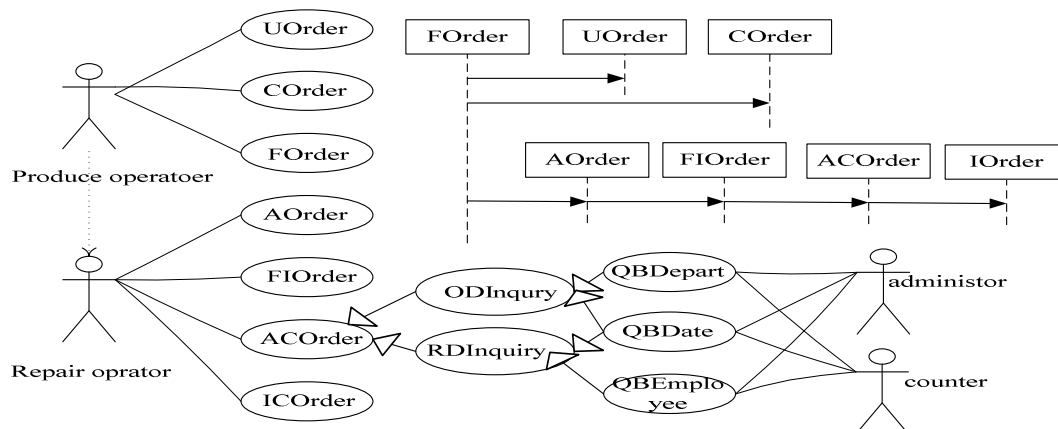 UOrder
COrder
FOrder
Produce operatoer
AOrder
FIOrder
ACOrder
ICOrder
Repair oprator
FOrder
UOrder
COrder
AOrder
FIOrder
ACOrder
IOrder
ODInqury
RDInquiry
QBDepart
QBDate
QBEmplo
yee
administor
counter